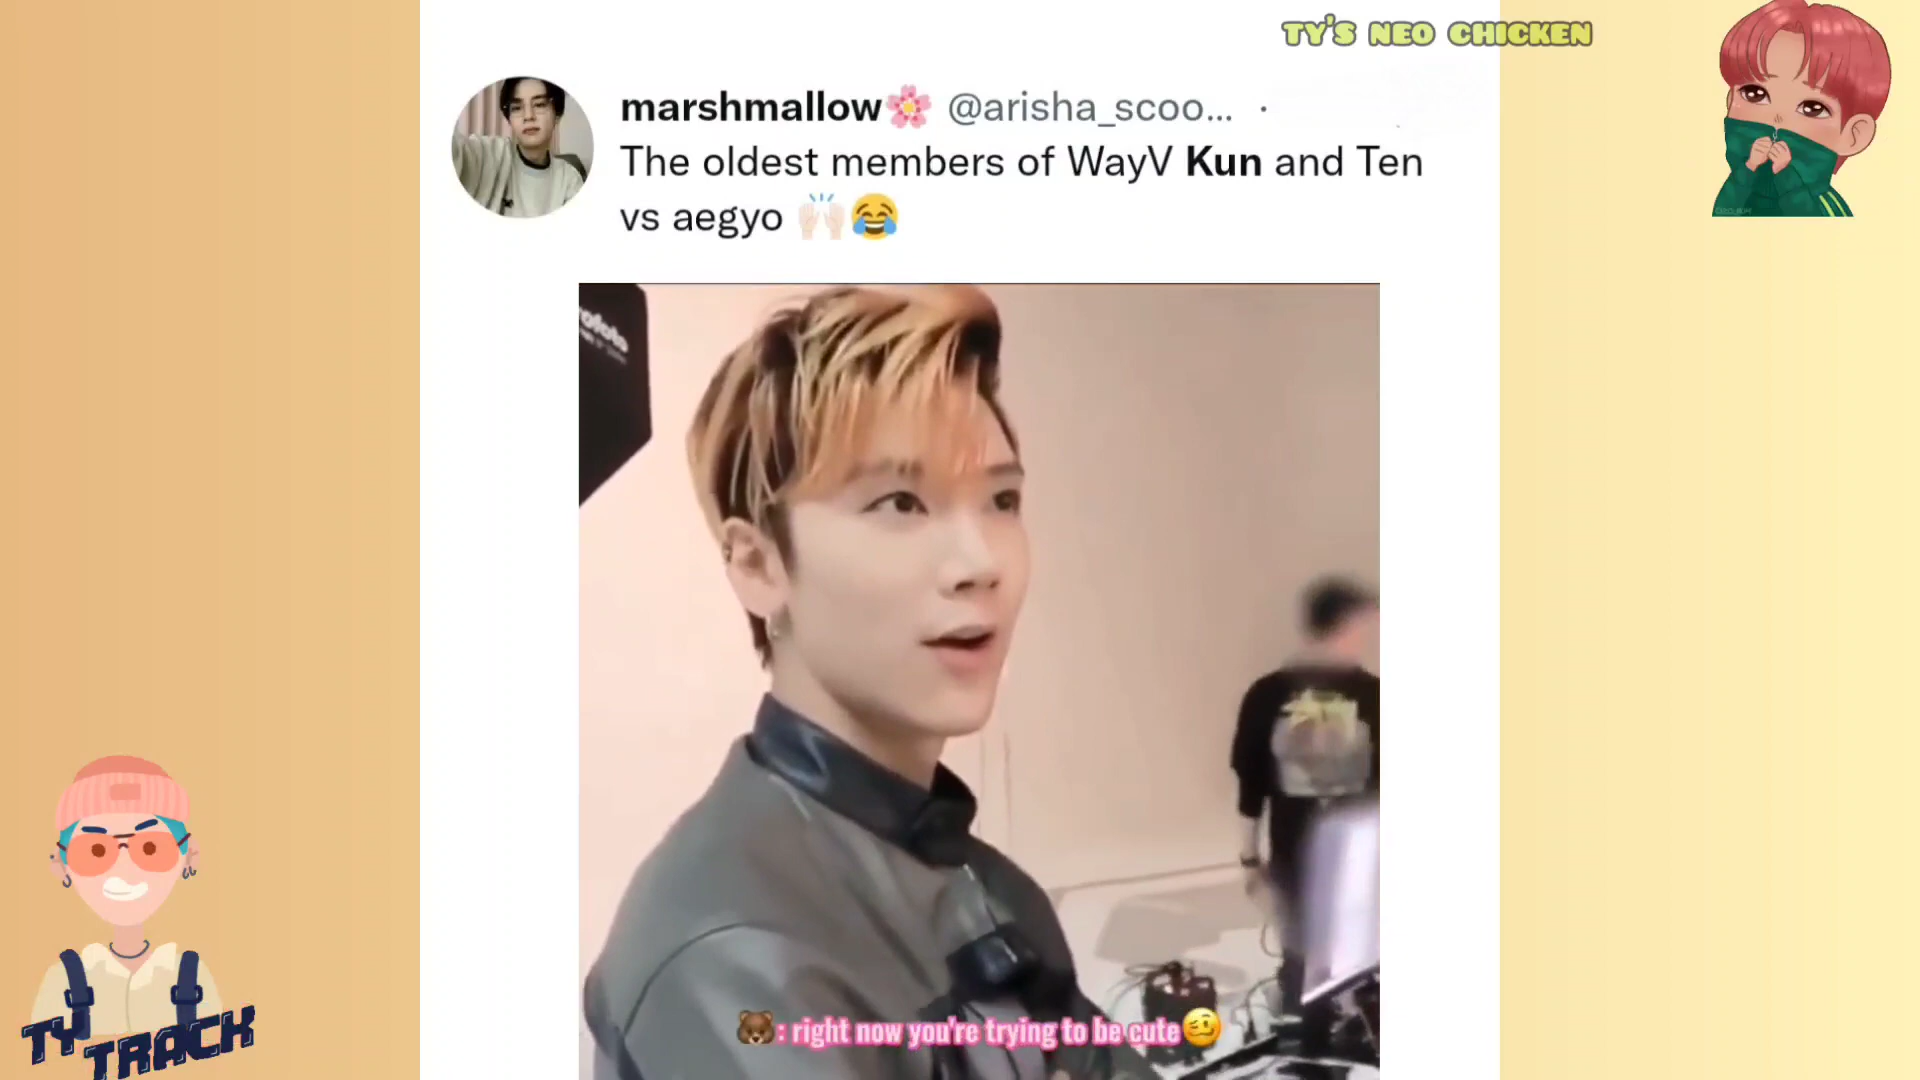 TY'S NEO CHICKEN
marshmallow🌸 @arisha_scoo... ·
The oldest members of WayV Kun and Ten
vs aegyo 🙌🏻😂
🐻: right now you're trying to be cute🥴
TY TRACK